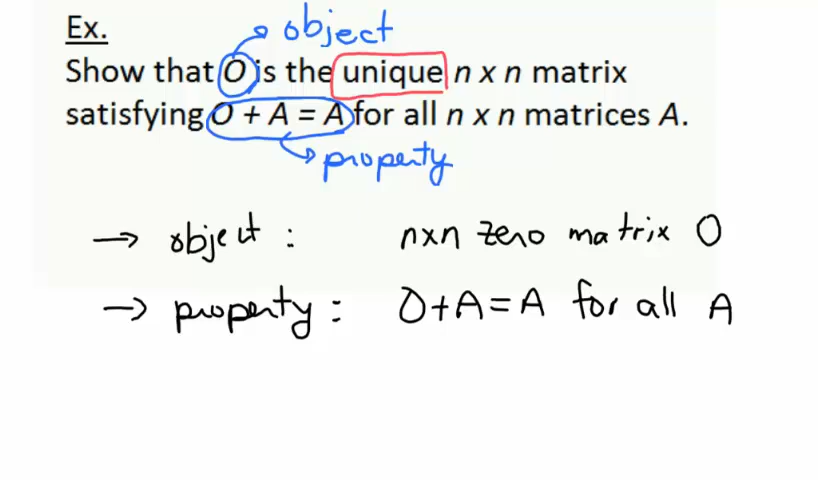 Ex.
object
Show that O is the unique n x n matrix
satisfying O + A = A for all n x n matrices A.
property
→ object : nxn zero matrix O
→ property : O+A=A for all A